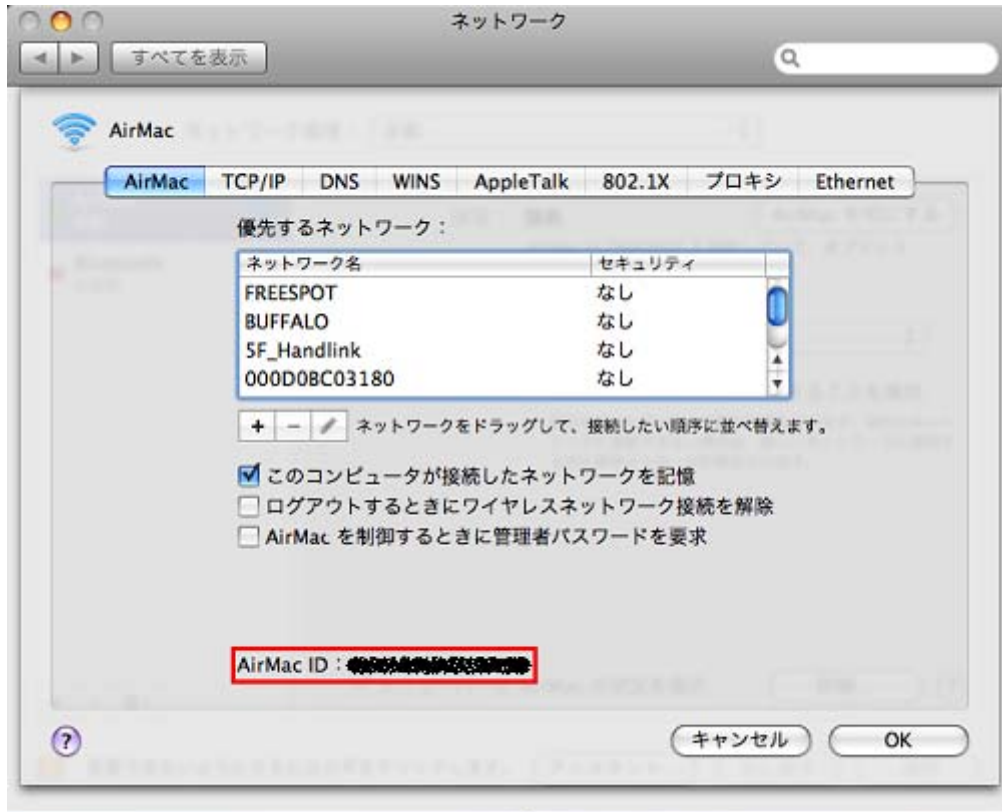 ネットワーク
すべてを表示
AirMac
AirMac TCP/IP DNS WINS AppleTalk 802.1X プロキシ Ethernet
優先するネットワーク：
ネットワーク名 セキュリティ
FREESPOT なし
BUFFALO なし
5F_Handlink なし
000D0BC03180 なし
+ − ネットワークをドラッグして、接続したい順序に並べ替えます。
このコンピュータが接続したネットワークを記憶
ログアウトするときにワイヤレスネットワーク接続を解除
AirMac を制御するときに管理者パスワードを要求
AirMac ID：
? キャンセル OK